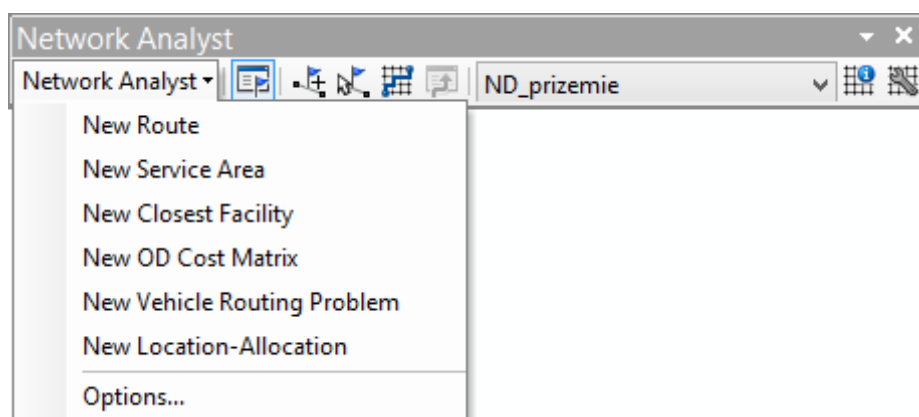 Network Analyst
Network Analyst ND_prizemie
New Route
New Service Area
New Closest Facility
New OD Cost Matrix
New Vehicle Routing Problem
New Location-Allocation
Options...